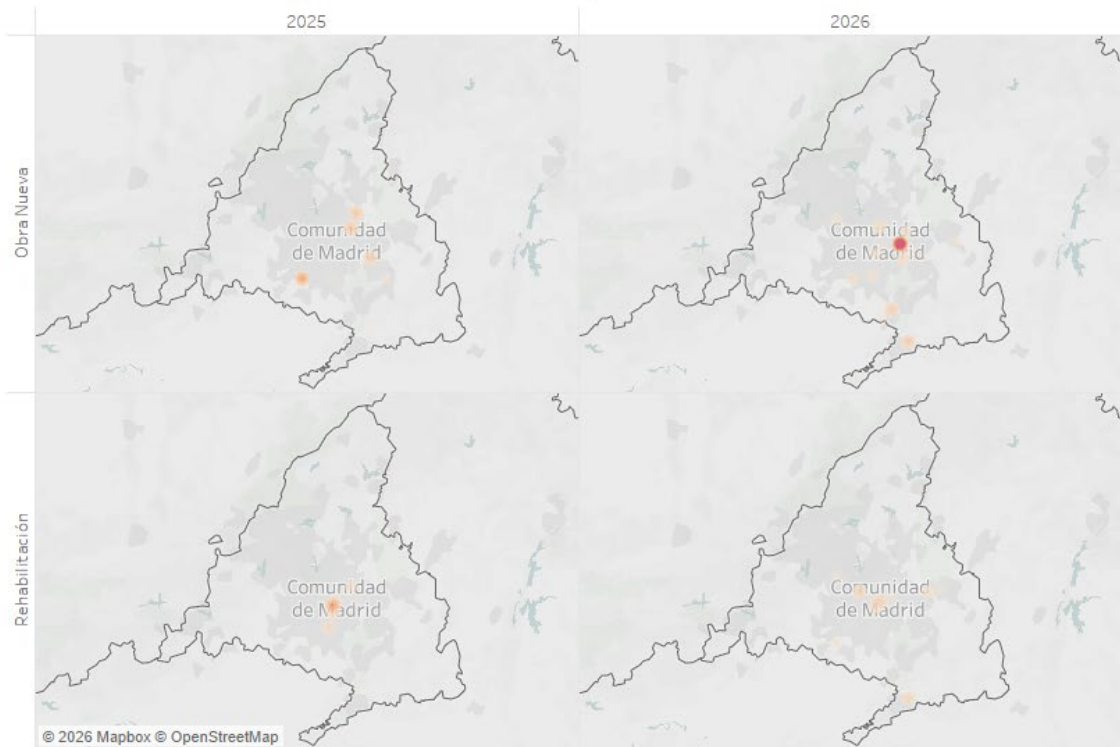 2025
2026
Obra Nueva
Comunidad
de Madrid
Comunidad
de Madrid
Rehabilitación
Comunidad
de Madrid
Comunidad
de Madrid
© 2026 Mapbox © OpenStreetMap